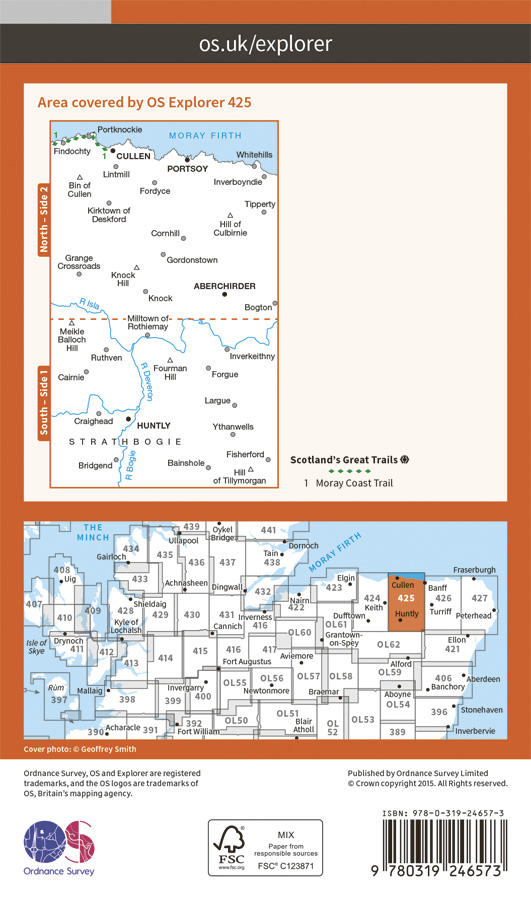 os.uk/explorer
Area covered by OS Explorer 425
North – Side 2
South – Side 1
Portknockie
MORAY FIRTH
1
Findochty
1
CULLEN
Whitehills
Lintmill
PORTSOY
Bin of
Cullen
Fordyce
Inverboyndie
Kirktown of
Deskford
Tipperty
Hill of
Culbirnie
Cornhill
Grange
Crossroads
Gordonstown
Knock
Hill
ABERCHIRDER
Knock
R Isla
Bogton
Milltown of
Rothiemay
Meikle
Balloch
Hill
Ruthven
Inverkeithny
R Deveron
Fourman
Hill
Cairnie
Forgue
Largue
Craighead
HUNTLY
Ythanwells
STRATHBOGIE
Fisherford
Bridgend
R Bogie
Bainshole
Hill
of Tillymorgan
Scotland's Great Trails
1 Moray Coast Trail
THE
MINCH
439
Oykel
Bridge
441
Ullapool
Dornoch
434
435
436
437
Tain
438
MORAY FIRTH
Gairloch
408
Uig
433
Achnasheen
Dingwall
432
Elgin
423
Cullen
Banff
Fraserburgh
407
409
410
428
Shieldaig
429
430
431
Inverness
416
Nairn
422
OL61
424
Keith
425
Huntly
426
Turriff
427
Peterhead
Kyle of
Lochalsh
Cannich
OL60
Dufftown
Grantown-
on-Spey
OL62
Ellon
421
Isle of
Skye
Drynoch
411
412
413
414
415
416
417
Fort Augustus
Aviemore
Alford
OL59
Rùm
397
Mallaig
398
Invergarry
399
400
OL55
OL56
Newtonmore
OL57
OL58
Braemar
Aboyne
OL54
406
Banchory
Aberdeen
396
Stonehaven
390
Acharacle
391
392
Fort William
OL50
OL51
Blair
Atholl
OL
52
OL53
389
Inverbervie
Cover photo: © Geoffrey Smith
Ordnance Survey, OS and Explorer are registered
trademarks, and the OS logos are trademarks of
OS, Britain's mapping agency.
Published by Ordnance Survey Limited
© Crown copyright 2015. All Rights reserved.
OS
Ordnance Survey
FSC
www.fsc.org
MIX
Paper from
responsible sources
FSC® C123871
ISBN: 978-0-319-24657-3
9 780319 246573